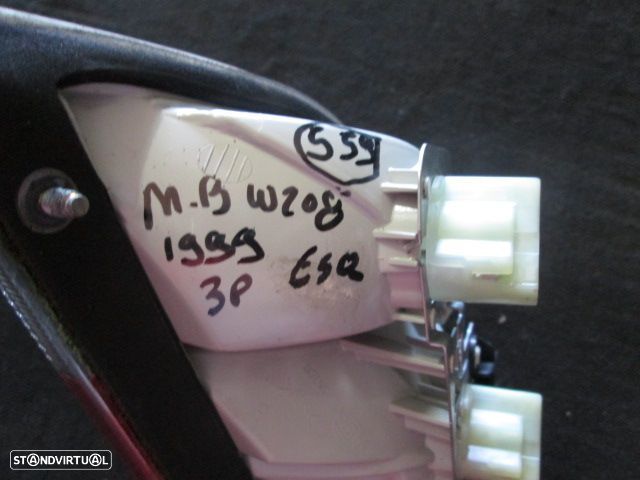 559
M.B W208
1999
3P ESQ
STANDVIRTUAL